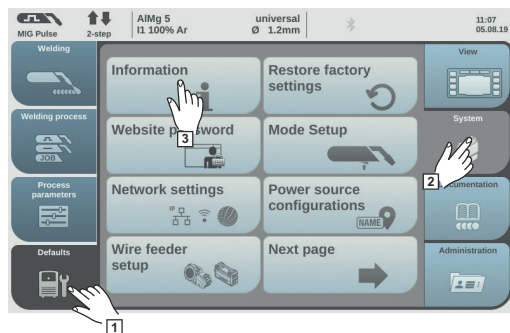 MIG Pulse
2-step
AlMg 5
I1 100% Ar
universal
Ø 1.2mm
11:07
05.08.19
Welding
Welding process
JOB
Process
parameters
Defaults
1
Information
3
Restore factory
settings
Website password
Mode Setup
Network settings
IP
Power source
configurations
NAME
Wire feeder
setup
Next page
View
System
2
Documentation
Administration